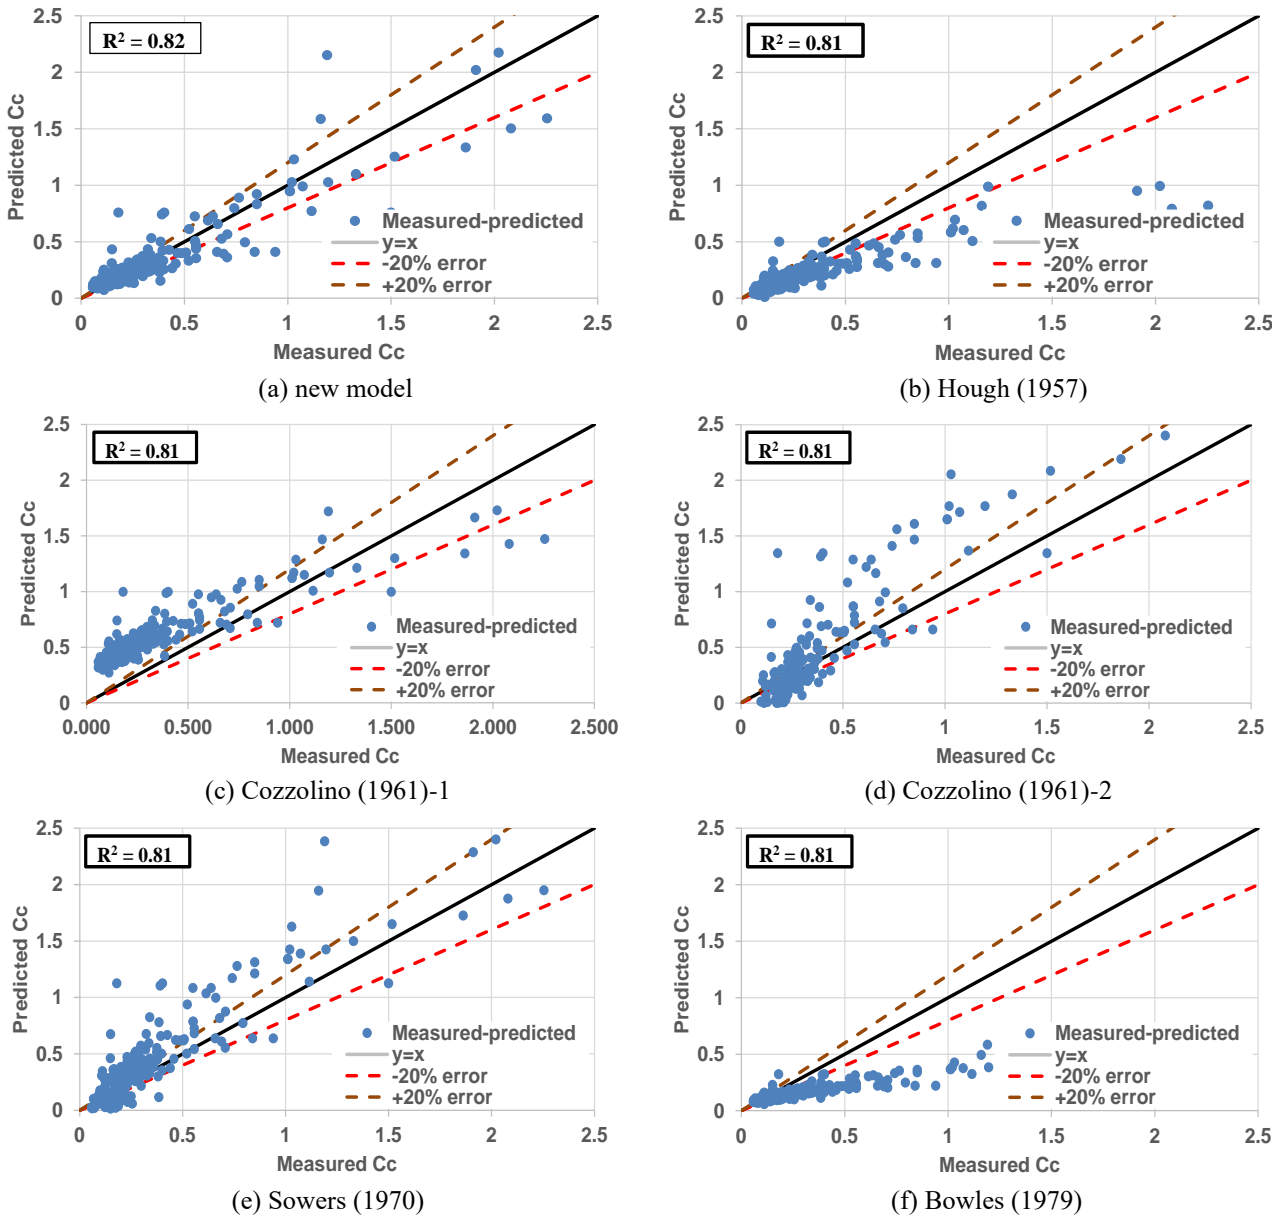 2.5
R² = 0.82
2
1.5
1
0.5
0
Predicted Cc
Measured-predicted
y=x
-20% error
+20% error
0 0.5 1 1.5 2 2.5
Measured Cc
(a) new model
2.5
R² = 0.81
2
1.5
1
0.5
0
Predicted Cc
Measured-predicted
y=x
-20% error
+20% error
0 0.5 1 1.5 2 2.5
Measured Cc
(b) Hough (1957)
2.5
R² = 0.81
2
1.5
1
0.5
0
Predicted Cc
Measured-predicted
y=x
-20% error
+20% error
0.000 0.500 1.000 1.500 2.000 2.500
Measured Cc
(c) Cozzolino (1961)-1
2.5
R² = 0.81
2
1.5
1
0.5
0
Predicted Cc
Measured-predicted
y=x
-20% error
+20% error
0 0.5 1 1.5 2 2.5
Measured Cc
(d) Cozzolino (1961)-2
2.5
R² = 0.81
2
1.5
1
0.5
0
Predicted Cc
Measured-predicted
y=x
-20% error
+20% error
0 0.5 1 1.5 2 2.5
Measured Cc
(e) Sowers (1970)
2.5
R² = 0.81
2
1.5
1
0.5
0
Predicted Cc
Measured-predicted
y=x
-20% error
+20% error
0 0.5 1 1.5 2 2.5
Measured Cc
(f) Bowles (1979)